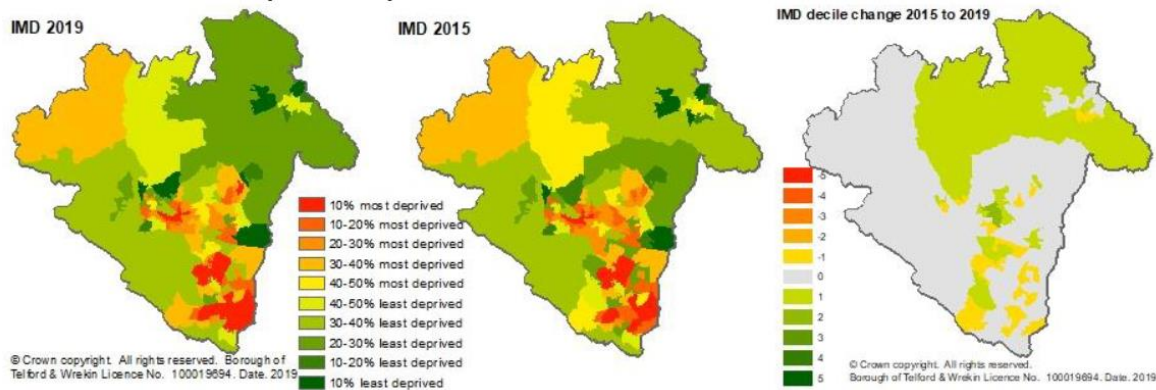 IMD 2019
10% most deprived
10-20% most deprived
20-30% most deprived
30-40% most deprived
40-50% most deprived
40-50% least deprived
30-40% least deprived
20-30% least deprived
10-20% least deprived
10% least deprived
© Crown copyright. All rights reserved. Borough of
Telford & Wrekin Licence No. 100019694. Date. 2019
IMD 2015
IMD decile change 2015 to 2019
-5
-4
-3
-2
-1
0
1
2
3
4
5
© Crown copyright. All rights reserved.
Borough of Telford & Wrekin Licence No. 100019694. Date. 2019